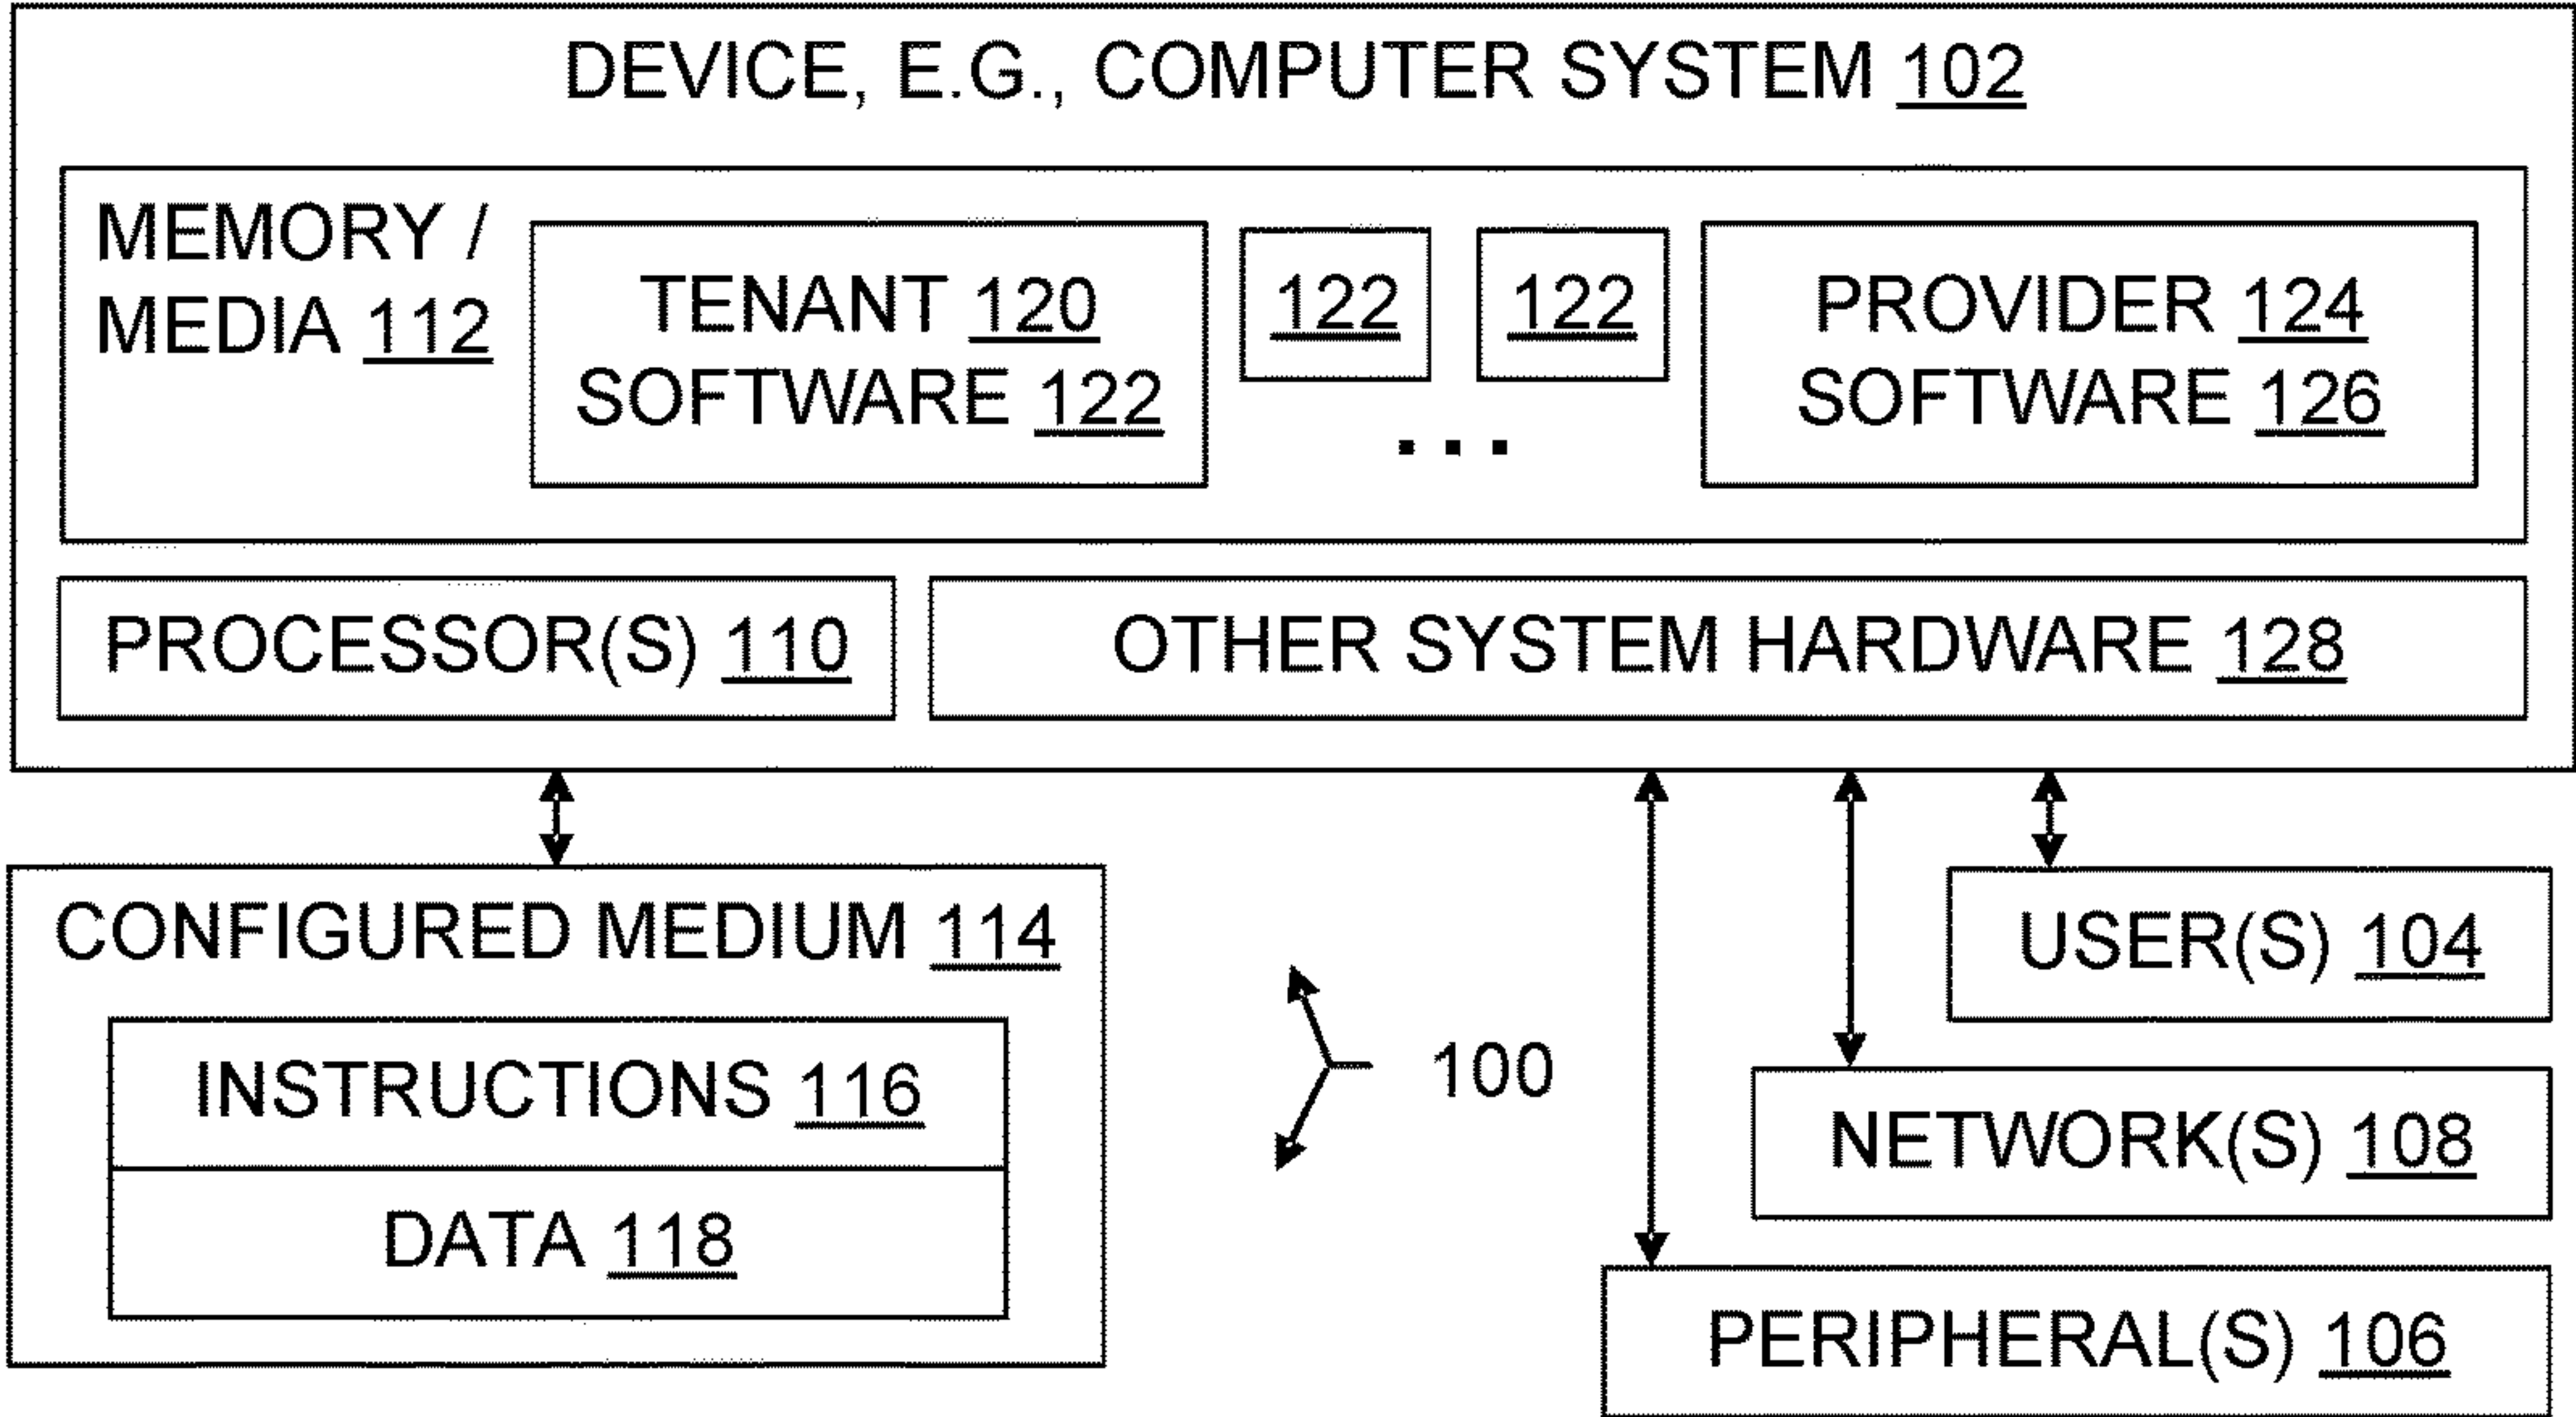 DEVICE, E.G., COMPUTER SYSTEM 102
MEMORY /
MEDIA 112
TENANT 120
SOFTWARE 122
122
122
...
PROVIDER 124
SOFTWARE 126
PROCESSOR(S) 110
OTHER SYSTEM HARDWARE 128
CONFIGURED MEDIUM 114
INSTRUCTIONS 116
DATA 118
100
USER(S) 104
NETWORK(S) 108
PERIPHERAL(S) 106